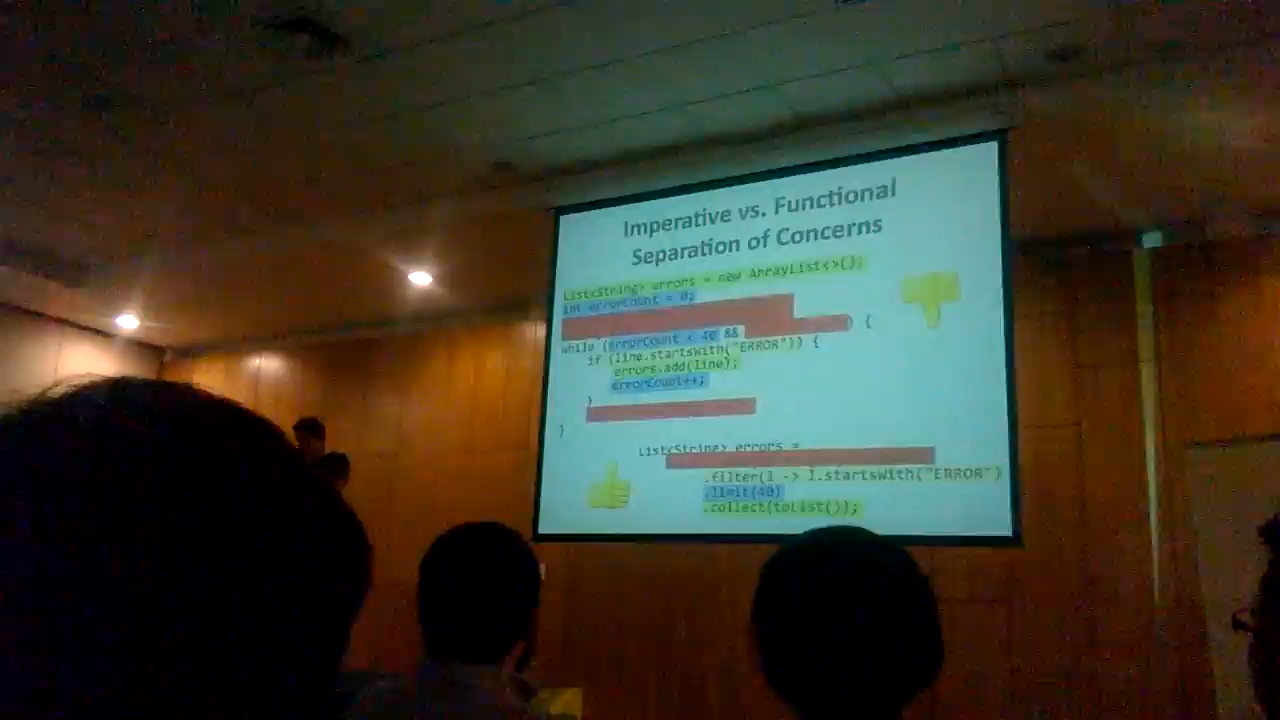 Imperative vs. Functional
Separation of Concerns
List<String> errors = new ArrayList<>();
int errorCount = 0;
) {
while (errorCount < 40 &&
if (line.startsWith("ERROR")) {
errors.add(line);
errorCount++;
}
}
List<String> errors =
.filter(l -> l.startsWith("ERROR")
.limit(40)
.collect(toList());